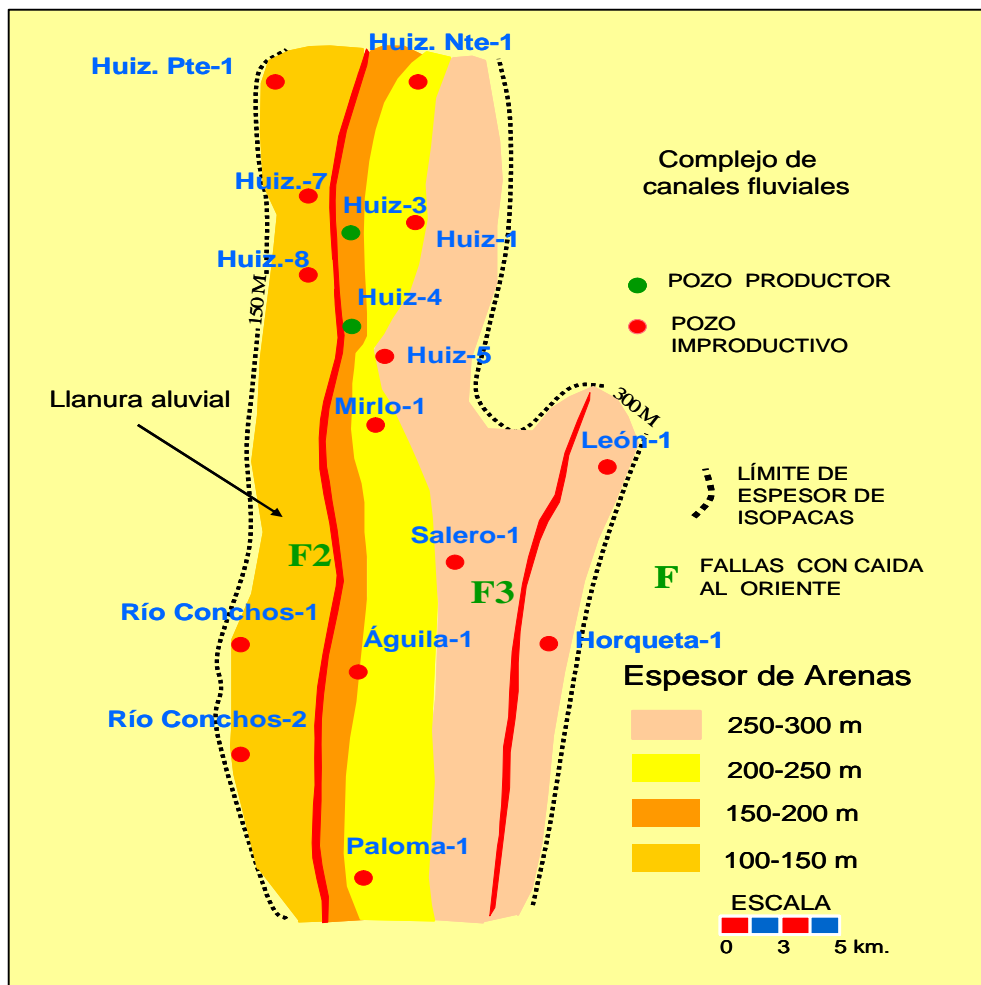 Huiz. Nte-1
Huiz. Pte-1
Complejo de
canales fluviales
Huiz.-7
Huiz-3
Huiz-1
Huiz.-8
POZO PRODUCTOR
150 M
Huiz-4
POZO
IMPRODUCTIVO
Huiz-5
Llanura aluvial
Mirlo-1
300 M
León-1
LÍMITE DE
ESPESOR DE
ISOPACAS
Salero-1
F2
F3
F
FALLAS CON CAIDA
AL ORIENTE
Río Conchos-1
Águila-1
Horqueta-1
Espesor de Arenas
Río Conchos-2
250-300 m
200-250 m
150-200 m
Paloma-1
100-150 m
ESCALA
0 3 5 km.